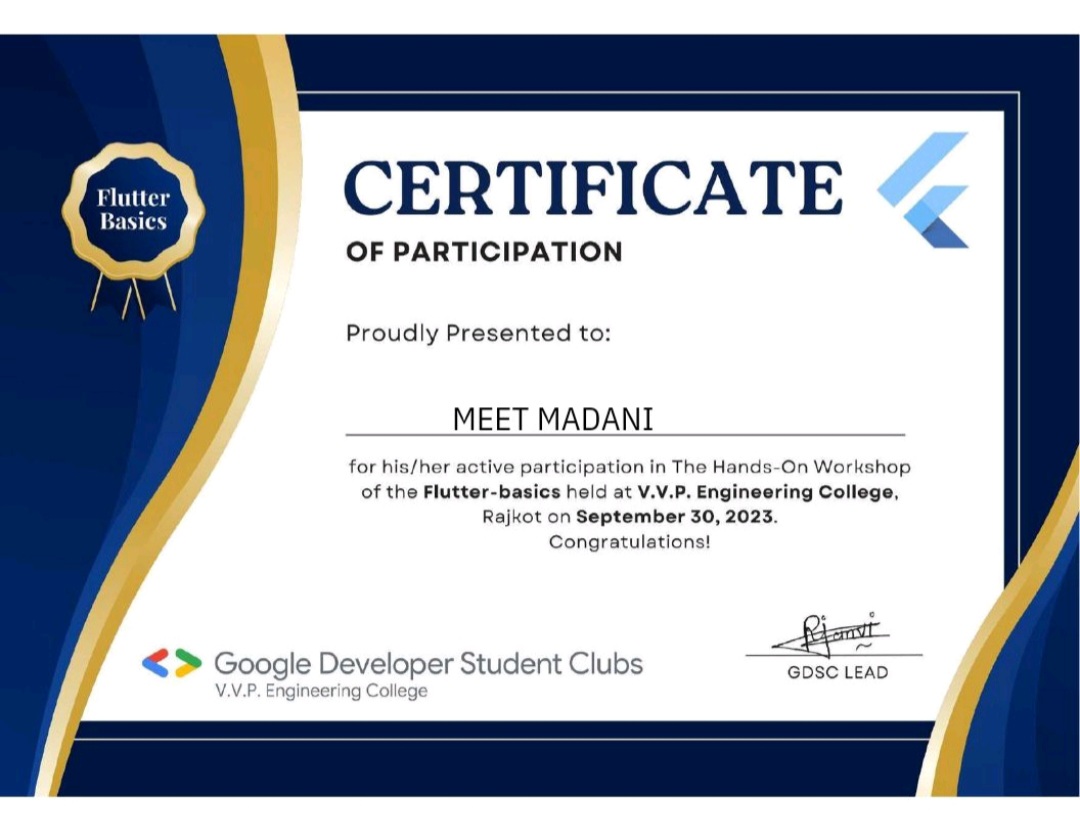 Flutter
Basics
CERTIFICATE
OF PARTICIPATION
Proudly Presented to:
MEET MADANI
for his/her active participation in The Hands-On Workshop
of the Flutter-basics held at V.V.P. Engineering College,
Rajkot on September 30, 2023.
Congratulations!
GDSC LEAD
Google Developer Student Clubs
V.V.P. Engineering College